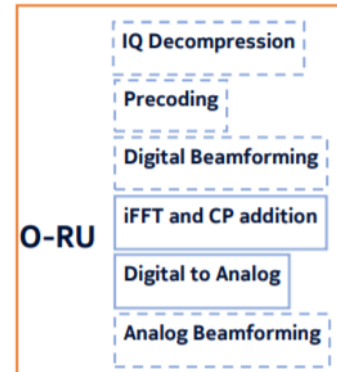 IQ Decompression
Precoding
Digital Beamforming
iFFT and CP addition
O-RU
Digital to Analog
Analog Beamforming